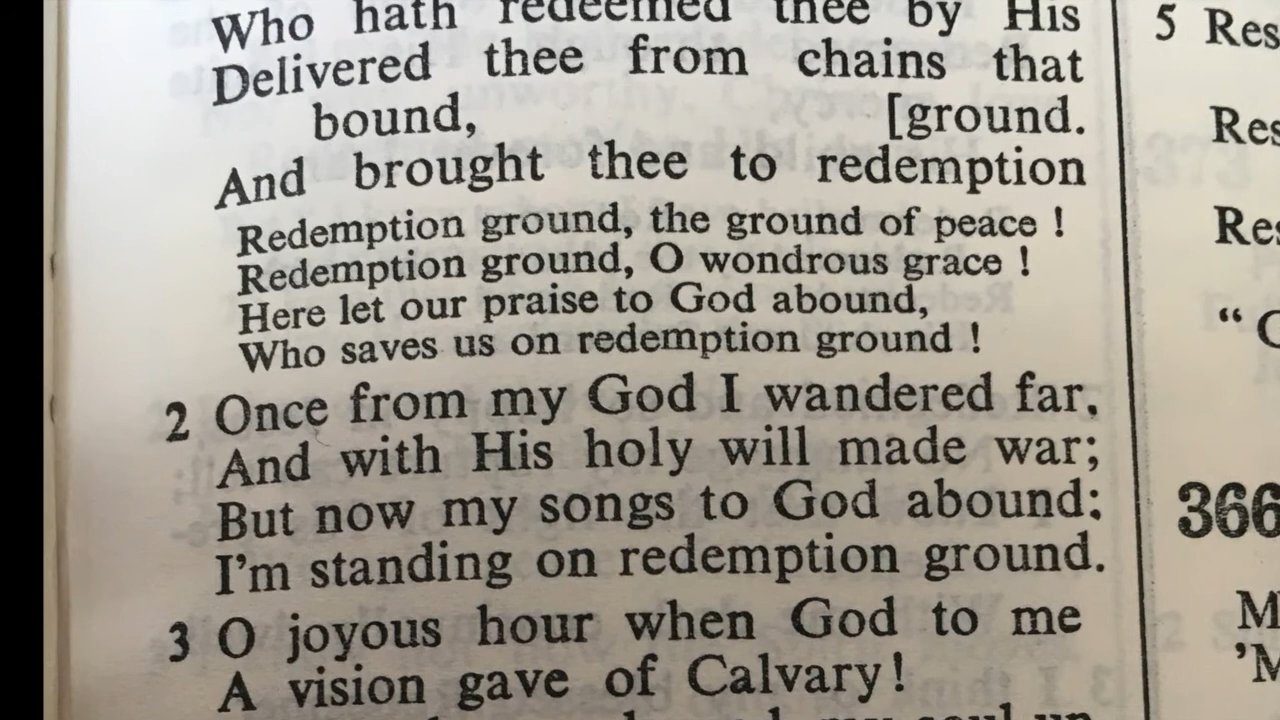 Who hath redeemed thee by His
Delivered thee from chains that
bound, [ground.
And brought thee to redemption
Redemption ground, the ground of peace !
Redemption ground, O wondrous grace !
Here let our praise to God abound,
Who saves us on redemption ground !
2 Once from my God I wandered far,
And with His holy will made war;
But now my songs to God abound:
I'm standing on redemption ground.
3 O joyous hour when God to me
A vision gave of Calvary!
5 Res
Res
Res
“
366
M
’M